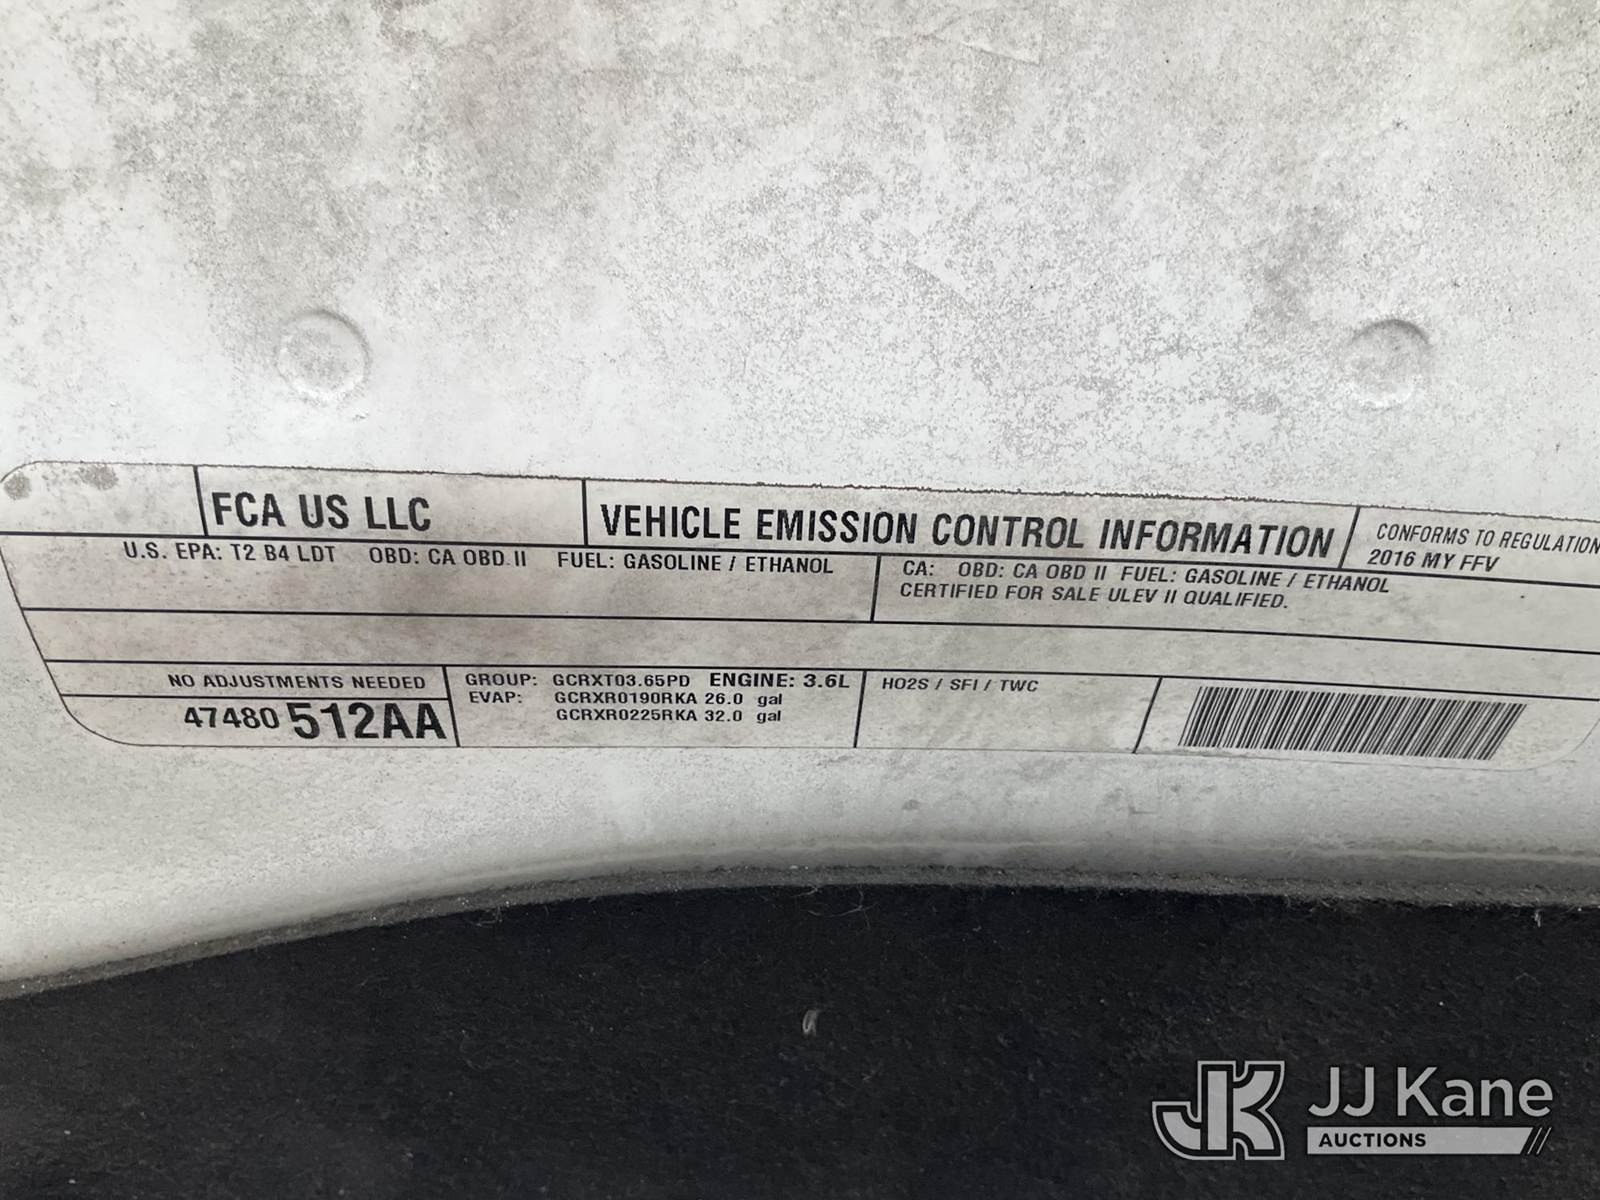 FCA US LLC
VEHICLE EMISSION CONTROL INFORMATION
CONFORMS TO REGULATION
2016 MY FFV
U.S. EPA: T2 B4 LDT OBD: CA OBD II FUEL: GASOLINE / ETHANOL
CA: OBD: CA OBD II FUEL: GASOLINE / ETHANOL
CERTIFIED FOR SALE ULEV II QUALIFIED.
NO ADJUSTMENTS NEEDED
47480 512AA
GROUP: GCRXT03.65PD ENGINE: 3.6L
EVAP: GCRXR0190RKA 26.0 gal
GCRXR0225RKA 32.0 gal
HO2S / SFI / TWC
JK JJ Kane
AUCTIONS